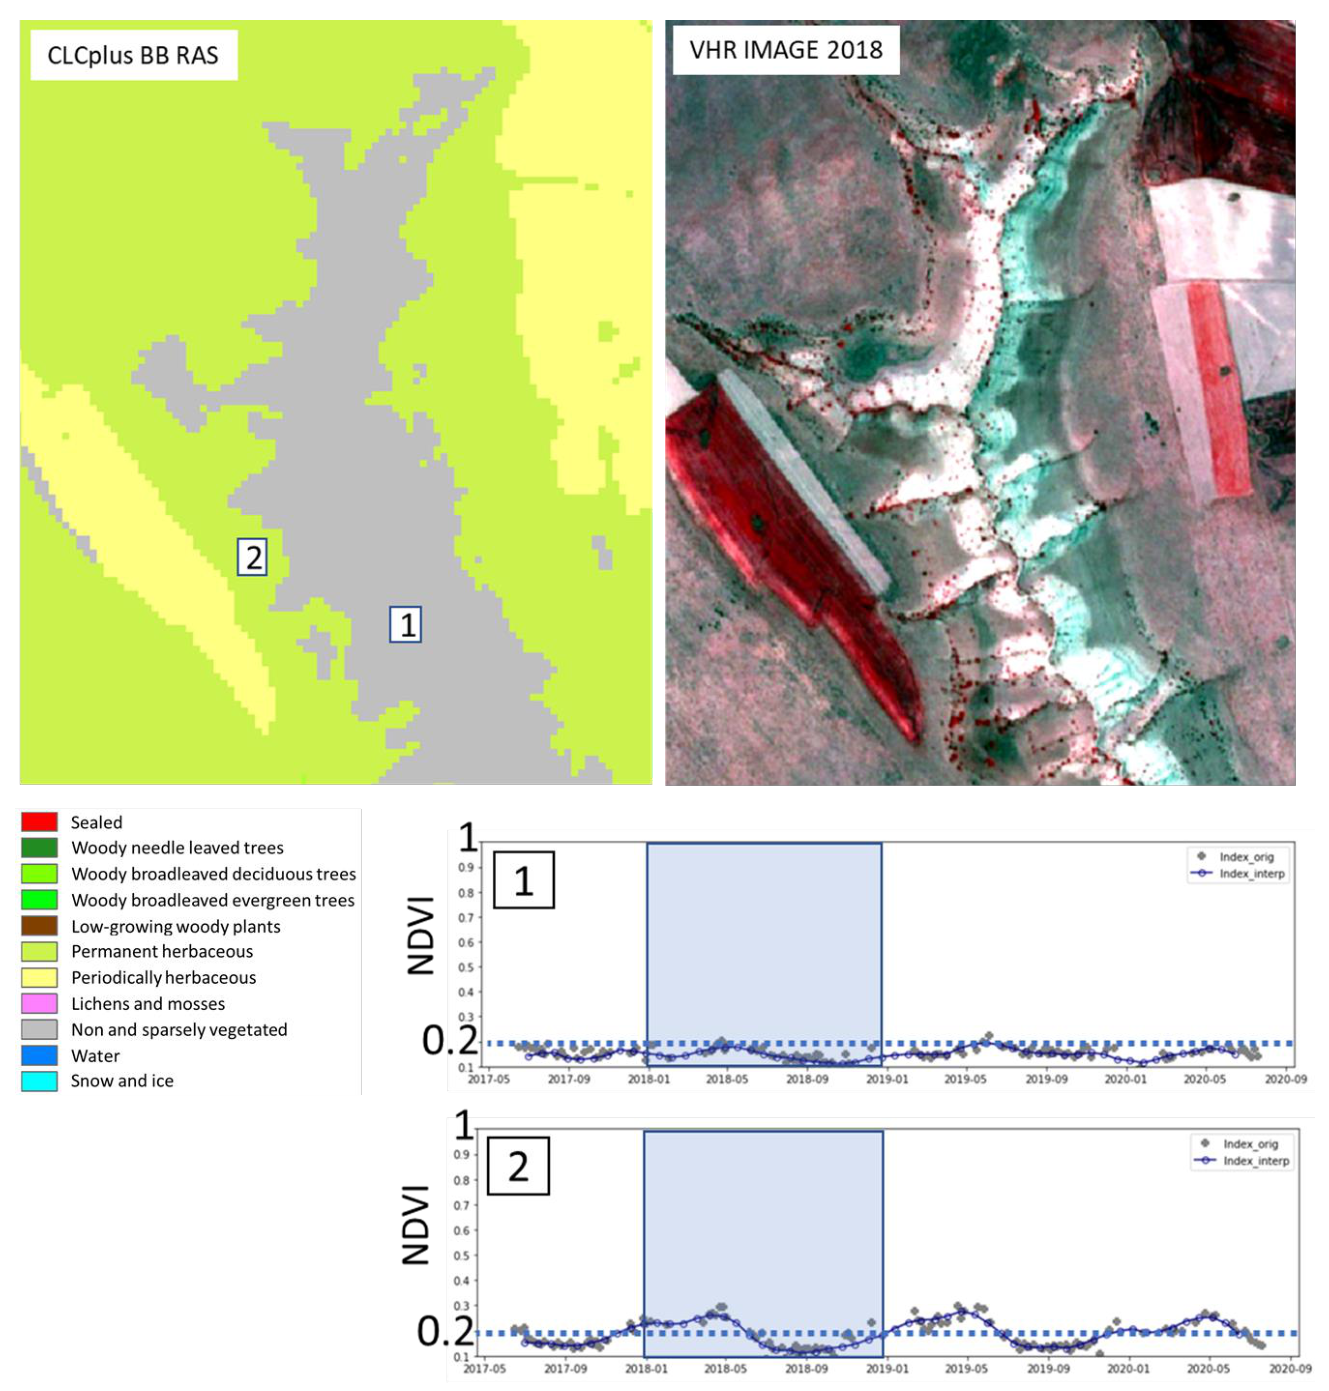 CLCplus BB RAS
VHR IMAGE 2018
2
1
Sealed
Woody needle leaved trees
Woody broadleaved deciduous trees
Woody broadleaved evergreen trees
Low-growing woody plants
Permanent herbaceous
Periodically herbaceous
Lichens and mosses
Non and sparsely vegetated
Water
Snow and ice
1
0.9
0.8
0.7
0.6
0.5
0.4
0.3
0.2
0.1
NDVI
1
Index_orig
Index_interp
2017-05 2017-09 2018-01 2018-05 2018-09 2019-01 2019-05 2019-09 2020-01 2020-05 2020-09
1
0.9
0.8
0.7
0.6
0.5
0.4
0.3
0.2
0.1
NDVI
2
Index_orig
Index_interp
2017-05 2017-09 2018-01 2018-05 2018-09 2019-01 2019-05 2019-09 2020-01 2020-05 2020-09